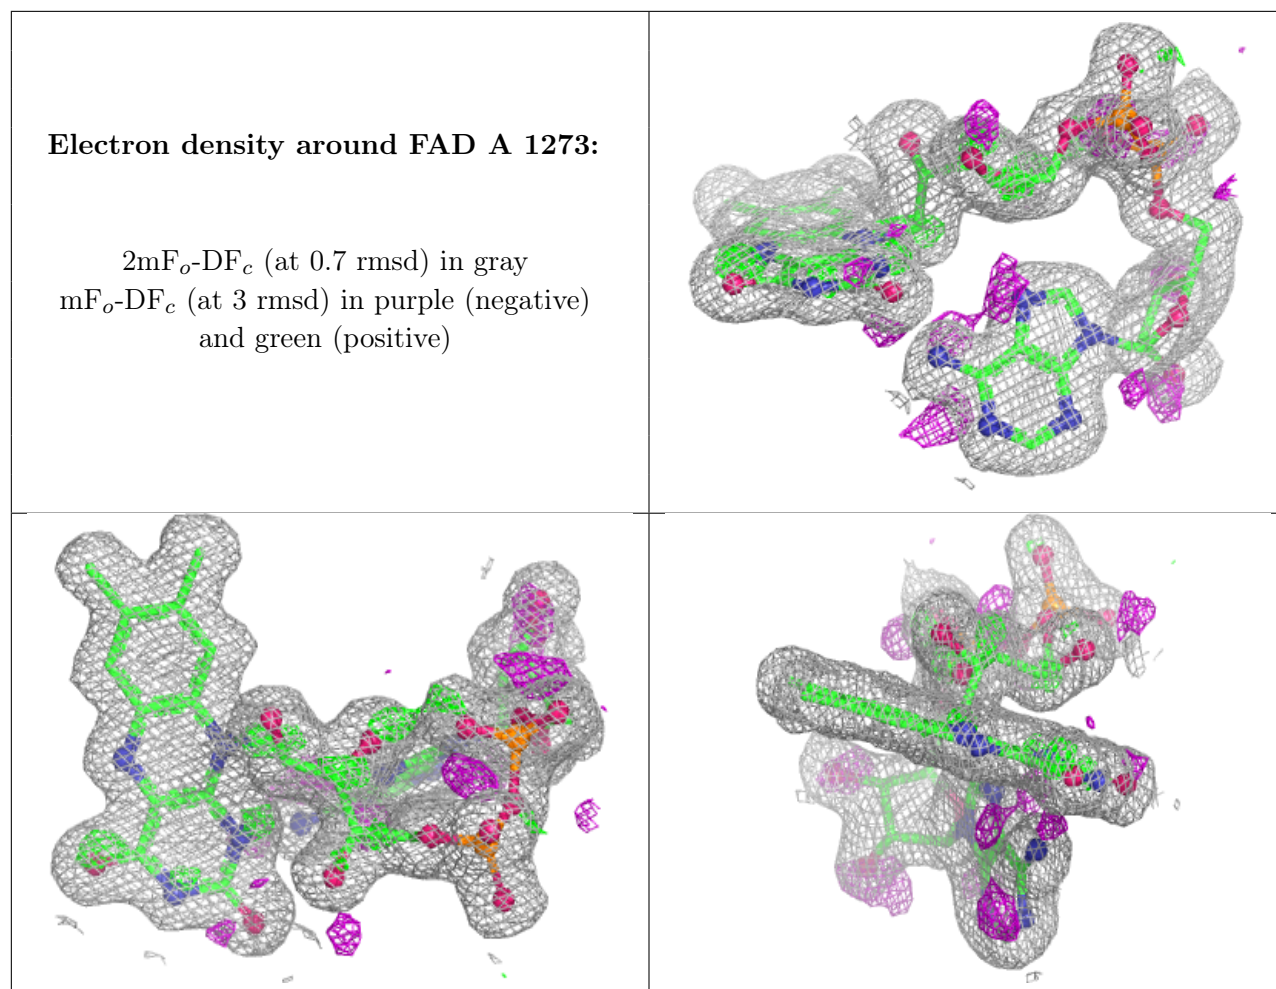 Electron density around FAD A 1273:
2mFo-DFc (at 0.7 rmsd) in gray
mFo-DFc (at 3 rmsd) in purple (negative)
and green (positive)